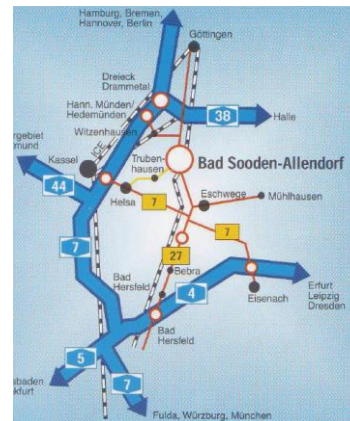 Hamburg, Bremen,
Hannover, Berlin
Göttingen
Dreieck
Drammetal
Hann. Münden/
Hedemünden
38
Halle
Witzenhausen
ICE
Kassel
Truben-
hausen
Bad Sooden-Allendorf
44
Helsa
7
Eschwege
Mühlhausen
7
7
27
Bebra
Bad
Hersfeld
4
Eisenach
Erfurt
Leipzig
Dresden
Bad
Hersfeld
5
7
Fulda, Würzburg, München